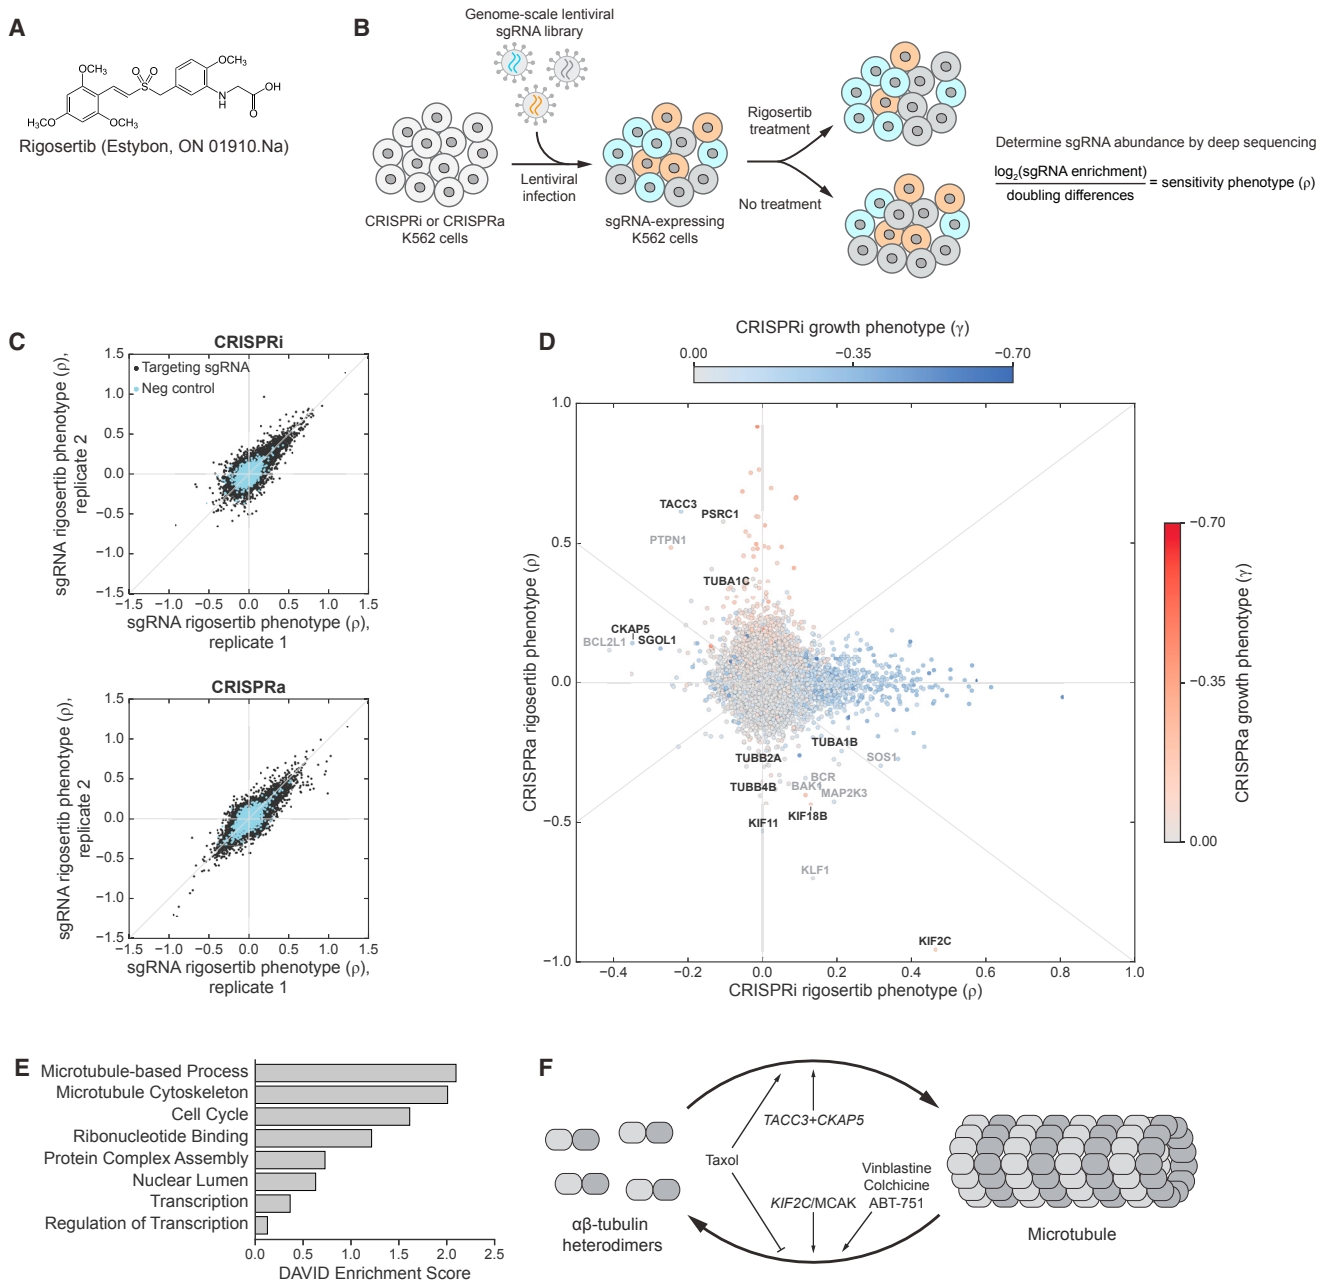 A
OCH3
H3CO
OCH3
O O
S
OCH3
N
H
O
OH
Rigosertib (Estybon, ON 01910.Na)
B
Genome-scale lentiviral
sgRNA library
CRISPRi or CRISPRa
K562 cells
Lentiviral
infection
sgRNA-expressing
K562 cells
Rigosertib
treatment
No treatment
Determine sgRNA abundance by deep sequencing
log2(sgRNA enrichment)
doubling differences
= sensitivity phenotype (ρ)
C
CRISPRi
Targeting sgRNA
Neg control
1.5
1.0
0.5
0.0
−0.5
−1.0
−1.5
−1.5 −1.0 −0.5 0.0 0.5 1.0 1.5
sgRNA rigosertib phenotype (ρ),
replicate 2
sgRNA rigosertib phenotype (ρ),
replicate 1
CRISPRa
1.5
1.0
0.5
0.0
−0.5
−1.0
−1.5
−1.5 −1.0 −0.5 0.0 0.5 1.0 1.5
sgRNA rigosertib phenotype (ρ),
replicate 2
sgRNA rigosertib phenotype (ρ),
replicate 1
D
CRISPRi growth phenotype (γ)
0.00 −0.35 −0.70
1.0
0.5
0.0
−0.5
−1.0
−0.4 −0.2 0.0 0.2 0.4 0.6 0.8 1.0
CRISPRa rigosertib phenotype (ρ)
CRISPRi rigosertib phenotype (ρ)
TACC3
PSRC1
PTPN1
TUBA1C
CKAP5
BCL2L1
SGOL1
TUBA1B
TUBB2A
SOS1
BCR
TUBB4B
BAK1
MAP2K3
KIF18B
KIF11
KLF1
KIF2C
−0.70
−0.35
0.00
CRISPRa growth phenotype (γ)
E
Microtubule-based Process
Microtubule Cytoskeleton
Cell Cycle
Ribonucleotide Binding
Protein Complex Assembly
Nuclear Lumen
Transcription
Regulation of Transcription
0.0 0.5 1.0 1.5 2.0 2.5
DAVID Enrichment Score
F
TACC3+CKAP5
Taxol
Vinblastine
Colchicine
ABT-751
KIF2C/MCAK
αβ-tubulin
heterodimers
Microtubule